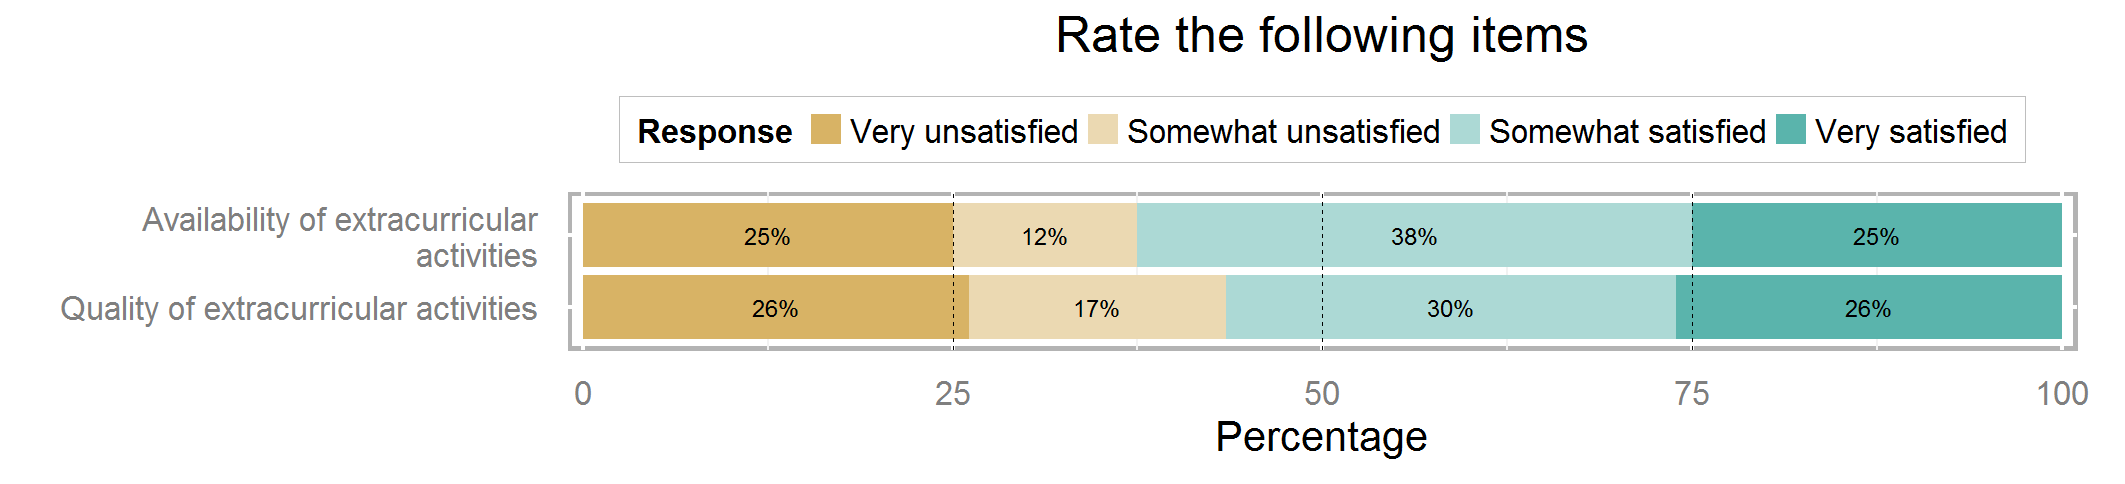 Rate the following items
Response Very unsatisfied Somewhat unsatisfied Somewhat satisfied Very satisfied
Availability of extracurricular
activities
25% 12% 38% 25%
Quality of extracurricular activities
26% 17% 30% 26%
0 25 50 75 100
Percentage